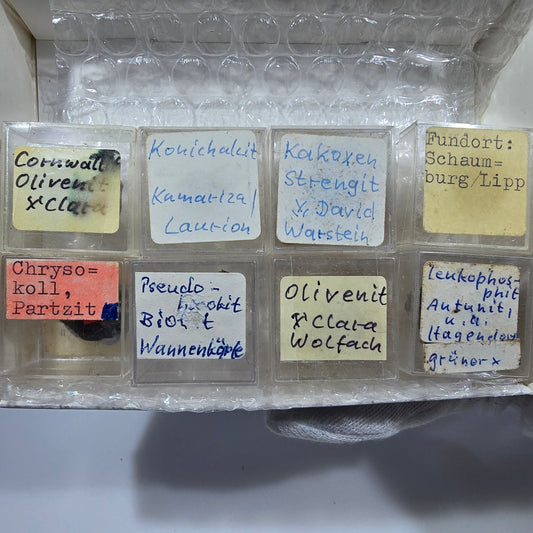 Cornwall
Olivenit
X Clara
Konichalcit
Kamariza/
Laurion
Kakoxen
Strengit
X, David
Warstein
Fundort:
Schaum=
burg/Lipp
Chryso=
koll,
Partzit
Pseudo-
Biotit
Wannenköpfe
Olivenit
X Clara
Wolfach
leukophos-
phit
Autunit,
u.a.
Hagendorf
grüner x